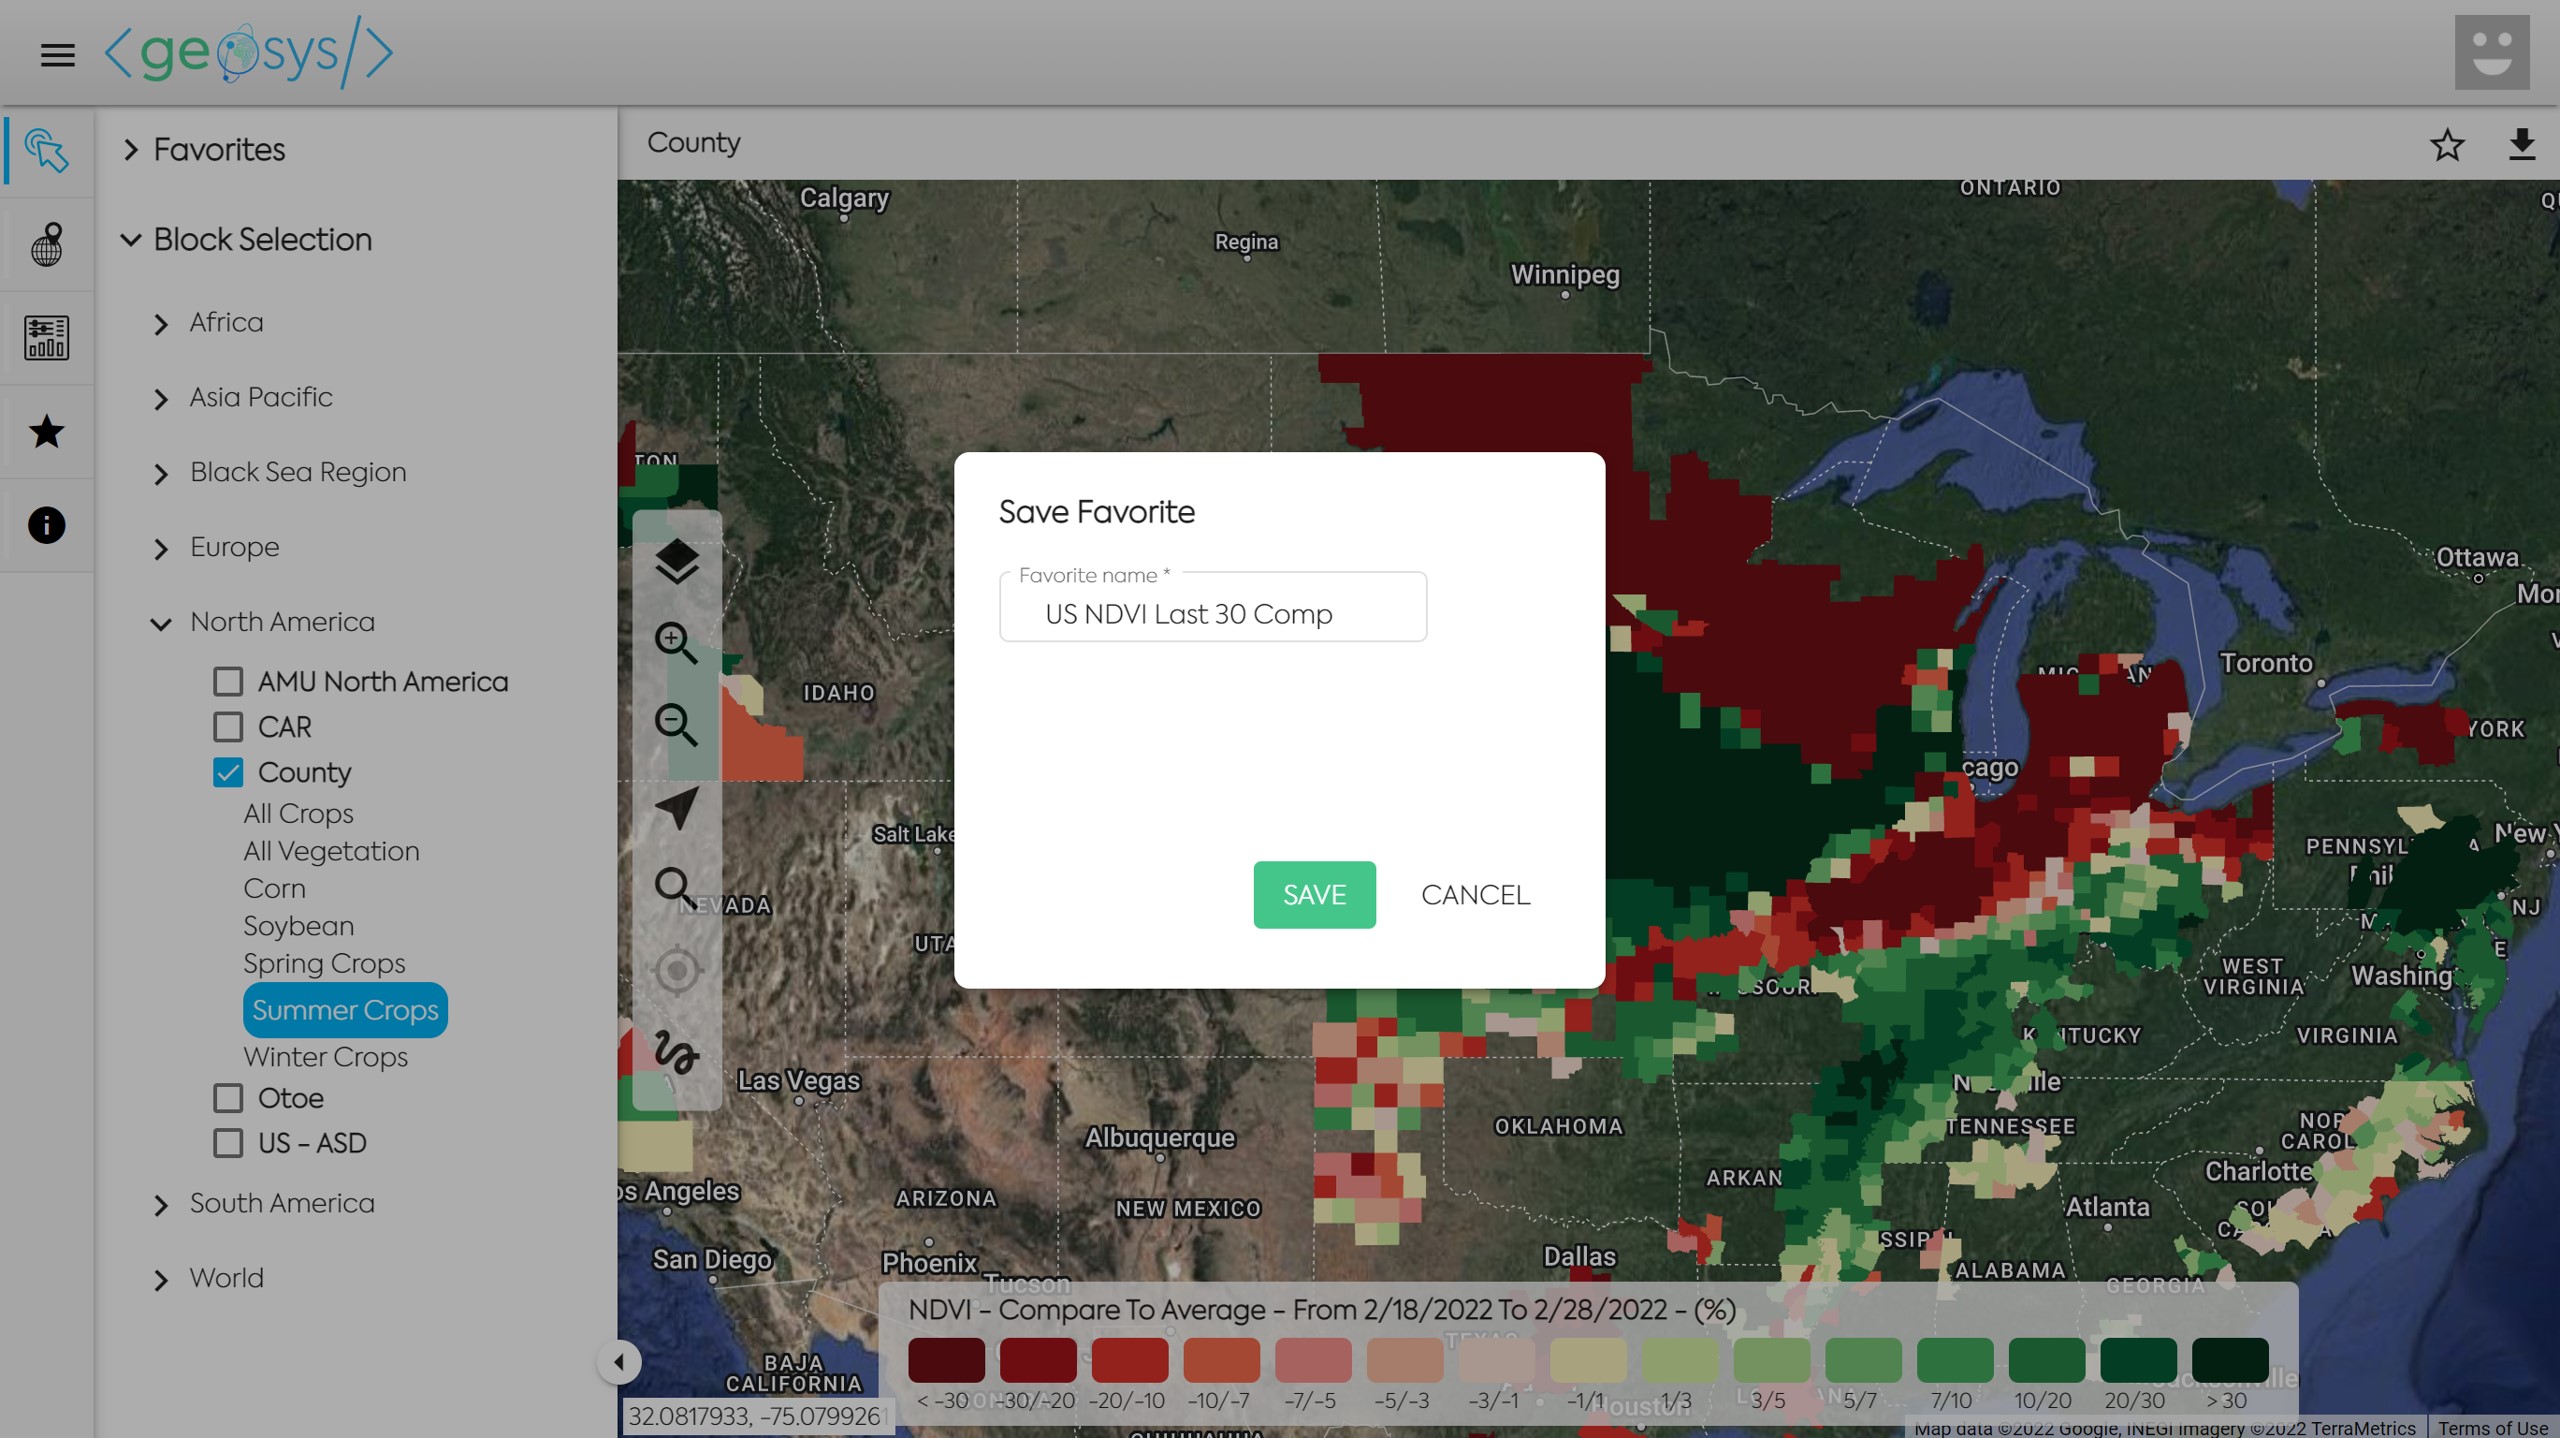 <geosys/>
Favorites
Block Selection
Africa
Asia Pacific
Black Sea Region
Europe
North America
AMU North America
CAR
County
All Crops
All Vegetation
Corn
Soybean
Spring Crops
Summer Crops
Winter Crops
Otoe
US - ASD
South America
World
County
Calgary
Regina
Winnipeg
ONTARIO
Ottawa
Toronto
IDAHO
YORK
cago
Salt Lake
NEVADA
Las Vegas
Albuquerque
OKLAHOMA
ARIZONA
NEW MEXICO
os Angeles
San Diego
Phoenix
Tucson
Dallas
ARKAN
KENTUCKY
TENNESSEE
WEST
VIRGINIA
Washing
VIRGINIA
NJ
Charlotte
Atlanta
ALABAMA
GEORGIA
BAJA
CALIFORNIA
Houston
Save Favorite
Favorite name *
US NDVI Last 30 Comp
SAVE
CANCEL
NDVI - Compare To Average - From 2/18/2022 To 2/28/2022 - (%)
< -30 -30/-20 -20/-10 -10/-7 -7/-5 -5/-3 -3/-1 -1/1 1/3 3/5 5/7 7/10 10/20 20/30 > 30
32.0817933, -75.0799261
Map data ©2022 Google, INEGI Imagery ©2022 TerraMetrics
Terms of Use